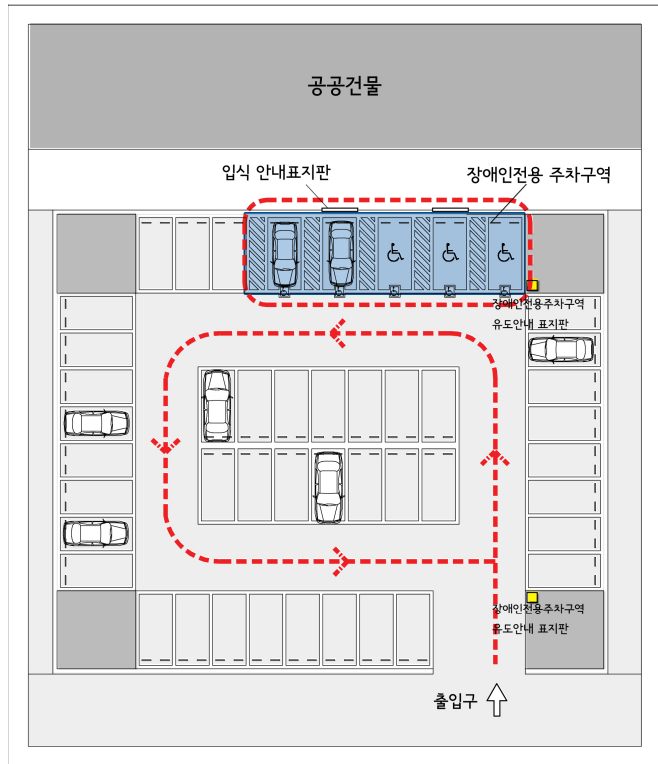 공공건물
입식 안내표지판
장애인전용 주차구역
장애인전용주차구역
유도안내 표지판
장애인전용주차구역
유도안내 표지판
출입구